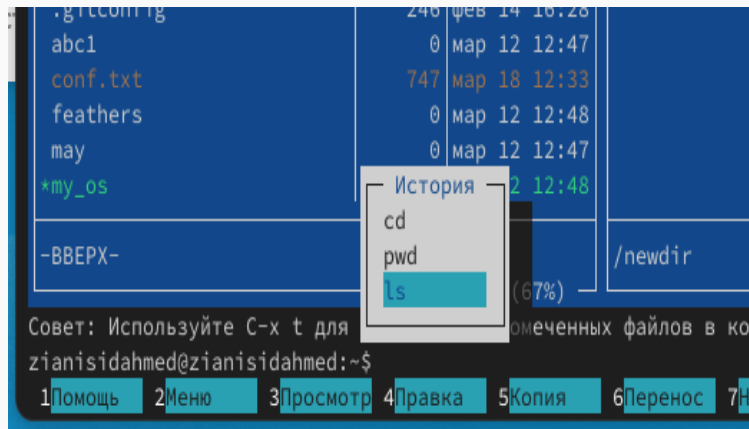 .gitconfig 246 фев 14 16:28
abc1 0 мар 12 12:47
conf.txt 747 мар 18 12:33
feathers 0 мар 12 12:48
may 0 мар 12 12:47
*my_os 2 12:48
История
cd
pwd
ls
-ВВЕРХ-
(67%)
/newdir
Совет: Используйте C-x t для омеченных файлов в ко
zianisidahmed@zianisidahmed:~$
1Помощь 2Меню 3Просмотр 4Правка 5Копия 6Перенос 7Н